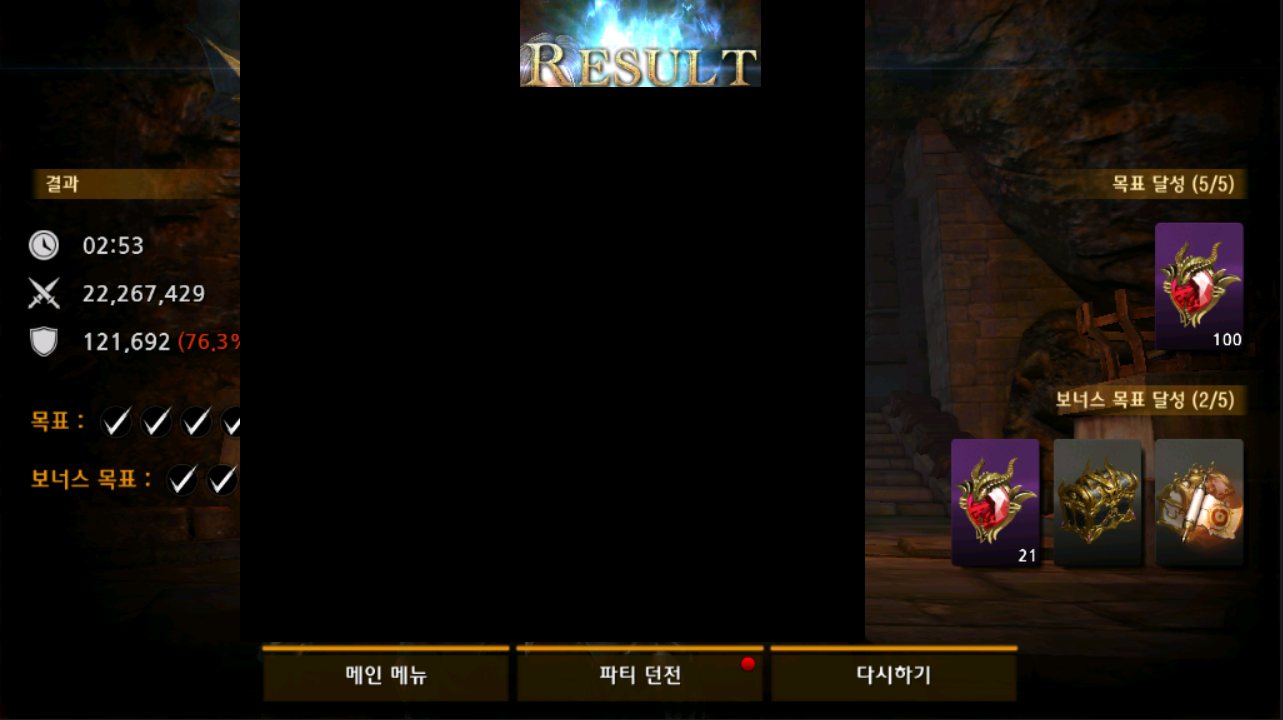 RESULT
결과
02:53
22,267,429
121,692 (76.3%
목표 :
보너스 목표 :
목표 달성 (5/5)
100
보너스 목표 달성 (2/5)
21
메인 메뉴
파티 던전
다시하기